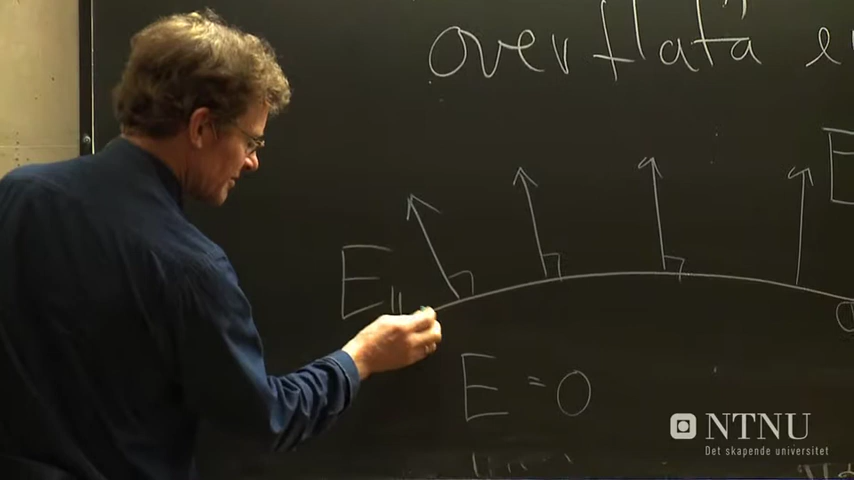 overflata
E
E∥
E = 0
NTNU
Det skapende universitet